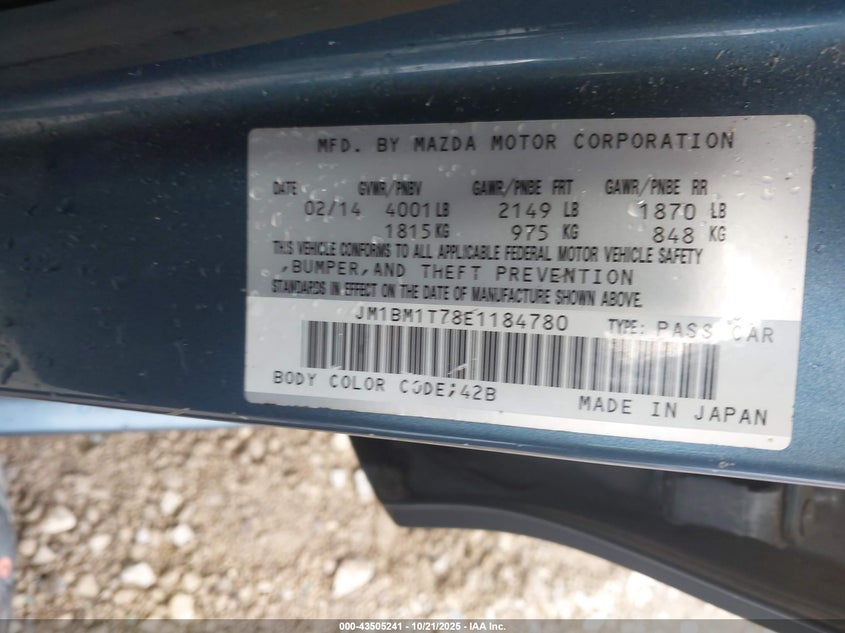 MFD. BY MAZDA MOTOR CORPORATION
DATE GVWR/PNBV GAWR/PNBE FRT GAWR/PNBE RR
02/14 4001 LB 2149 LB 1870 LB
1815 KG 975 KG 848 KG
THIS VEHICLE CONFORMS TO ALL APPLICABLE FEDERAL MOTOR VEHICLE SAFETY
,BUMPER,AND THEFT PREVENTION
STANDARDS IN EFFECT ON THE DATE OF MANUFACTURE SHOWN ABOVE.
JM1BM1T78E1184780 TYPE: PASS CAR
BODY COLOR CODE;42B
MADE IN JAPAN
000-43505241 - 10/21/2025 - IAA Inc.